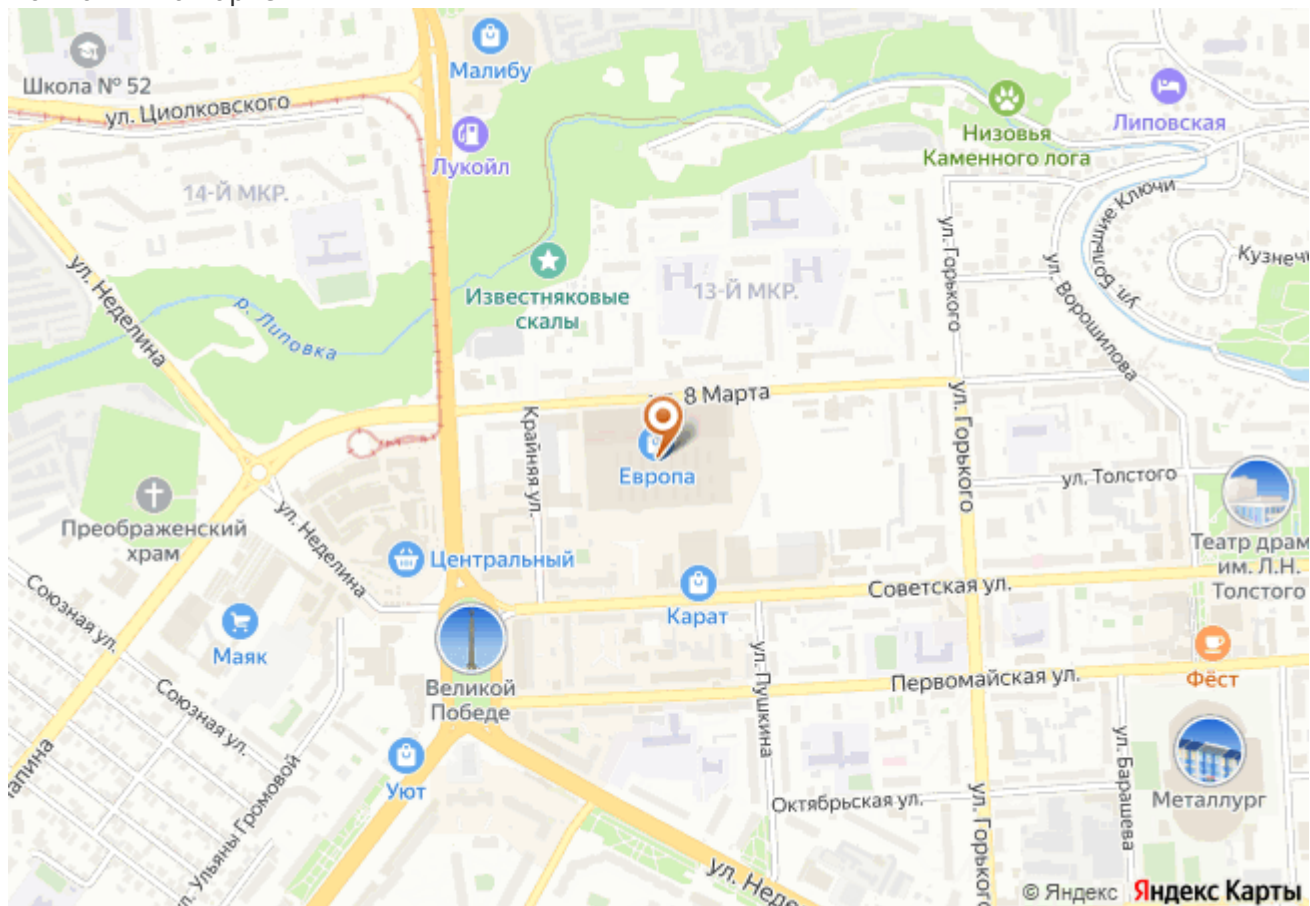 Малибу
Школа № 52
ул. Циолковского
Лукойл
Низовья
Каменного лога
Липовская
14-Й МКР.
ул. Большие Ключи
ул. Горького
ул. Неделина
Известняковые
скалы
13-Й МКР.
ул. Ворошилова
р. Липовка
8 Марта
Крайняя ул.
Европа
ул. Горького
ул. Толстого
Преображенский
храм
ул. Неделина
Центральный
Театр драм
им. Л.Н.
Толстого
Союзная ул.
Советская ул.
Карат
Маяк
Великой
Победе
ул. Пушкина
Первомайская ул.
Фёст
Союзная ул.
Уют
ул. Барашева
Металлург
Октябрьская ул.
ул. Горького
л. Ульяны Громовой
ул. Неде
© Яндекс Яндекс Карты